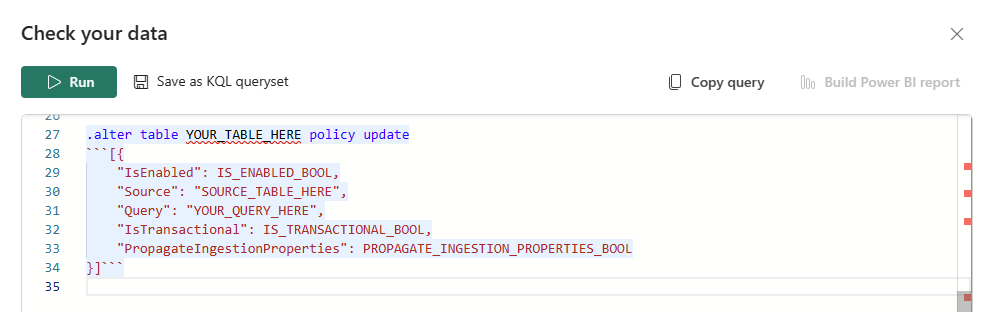 Check your data
Run Save as KQL queryset Copy query Build Power BI report
26
27 .alter table YOUR_TABLE_HERE policy update
28 ```[{
29 "IsEnabled": IS_ENABLED_BOOL,
30 "Source": "SOURCE_TABLE_HERE",
31 "Query": "YOUR_QUERY_HERE",
32 "IsTransactional": IS_TRANSACTIONAL_BOOL,
33 "PropagateIngestionProperties": PROPAGATE_INGESTION_PROPERTIES_BOOL
34 }]```
35